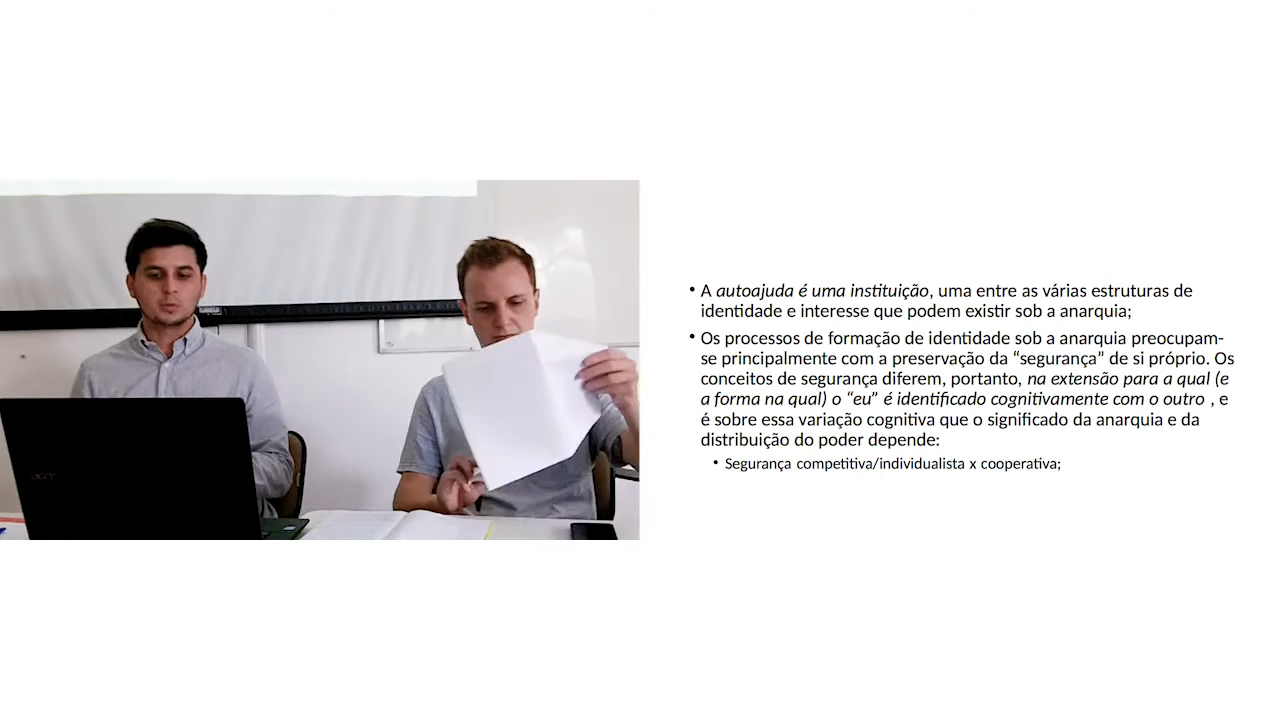 • A autoajuda é uma instituição, uma entre as várias estruturas de
identidade e interesse que podem existir sob a anarquia;
• Os processos de formação de identidade sob a anarquia preocupam-
se principalmente com a preservação da “segurança” de si próprio. Os
conceitos de segurança diferem, portanto, na extensão para a qual (e
a forma na qual) o “eu” é identificado cognitivamente com o outro , e
é sobre essa variação cognitiva que o significado da anarquia e da
distribuição do poder depende:
• Segurança competitiva/individualista x cooperativa;
acer